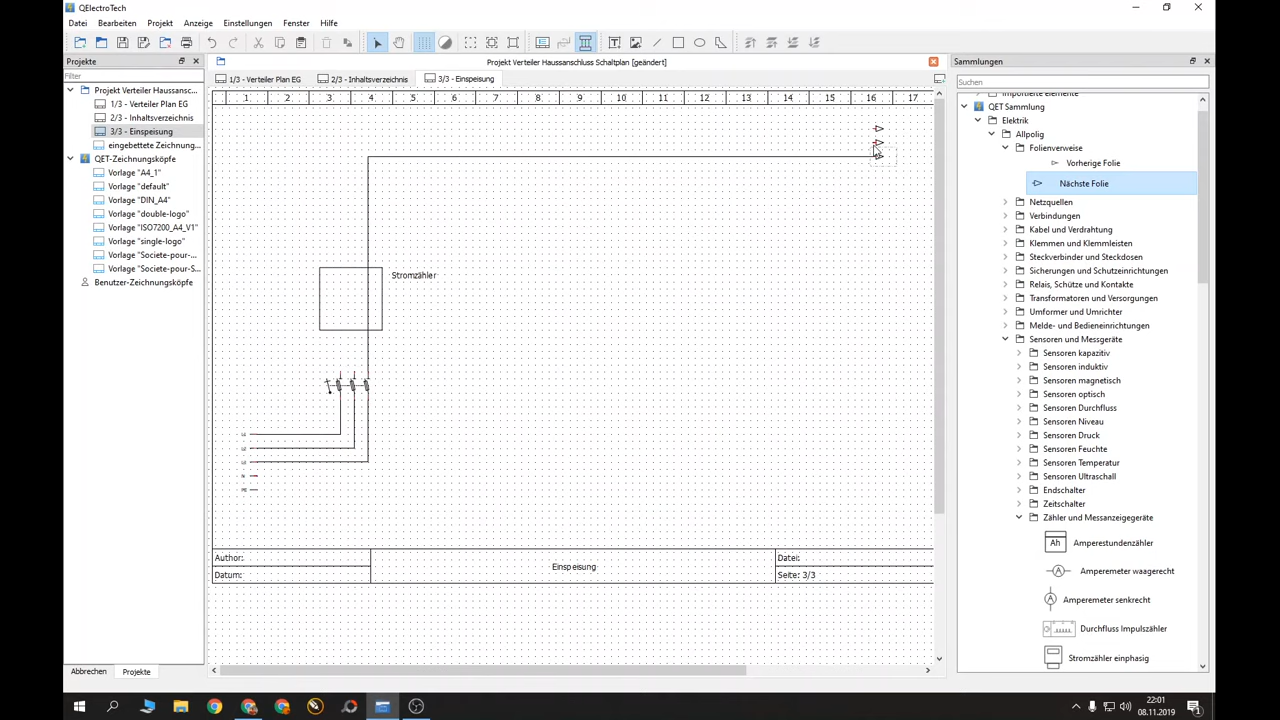 QElectroTech
Datei Bearbeiten Projekt Anzeige Einstellungen Fenster Hilfe
Projekte
Filter
Projekt Verteiler Haussansc...
1/3 - Verteiler Plan EG
2/3 - Inhaltsverzeichnis
3/3 - Einspeisung
eingebettete Zeichnung...
QET-Zeichnungsköpfe
Vorlage "A4_1"
Vorlage "default"
Vorlage "DIN_A4"
Vorlage "double-logo"
Vorlage "ISO7200_A4_V1"
Vorlage "single-logo"
Vorlage "Societe-pour-...
Vorlage "Societe-pour-S...
Benutzer-Zeichnungsköpfe
Abbrechen Projekte
Projekt Verteiler Haussanschluss Schaltplan [geändert]
1/3 - Verteiler Plan EG 2/3 - Inhaltsverzeichnis 3/3 - Einspeisung
1 2 3 4 5 6 7 8 9 10 11 12 13 14 15 16 17
Stromzähler
L1
L2
L3
N
PE
Author:
Datum:
Einspeisung
Datei:
Seite: 3/3
Sammlungen
Suchen
Importierte Elemente
QET Sammlung
Elektrik
Allpolig
Folienverweise
Vorherige Folie
Nächste Folie
Netzquellen
Verbindungen
Kabel und Verdrahtung
Klemmen und Klemmleisten
Steckverbinder und Steckdosen
Sicherungen und Schutzeinrichtungen
Relais, Schütze und Kontakte
Transformatoren und Versorgungen
Umformer und Umrichter
Melde- und Bedieneinrichtungen
Sensoren und Messgeräte
Sensoren kapazitiv
Sensoren induktiv
Sensoren magnetisch
Sensoren optisch
Sensoren Durchfluss
Sensoren Niveau
Sensoren Druck
Sensoren Feuchte
Sensoren Temperatur
Sensoren Ultraschall
Endschalter
Zeitschalter
Zähler und Messanzeigegeräte
Ah Amperestundenzähler
A Amperemeter waagerecht
A Amperemeter senkrecht
Durchfluss Impulszähler
Stromzähler einphasig
22:01
08.11.2019